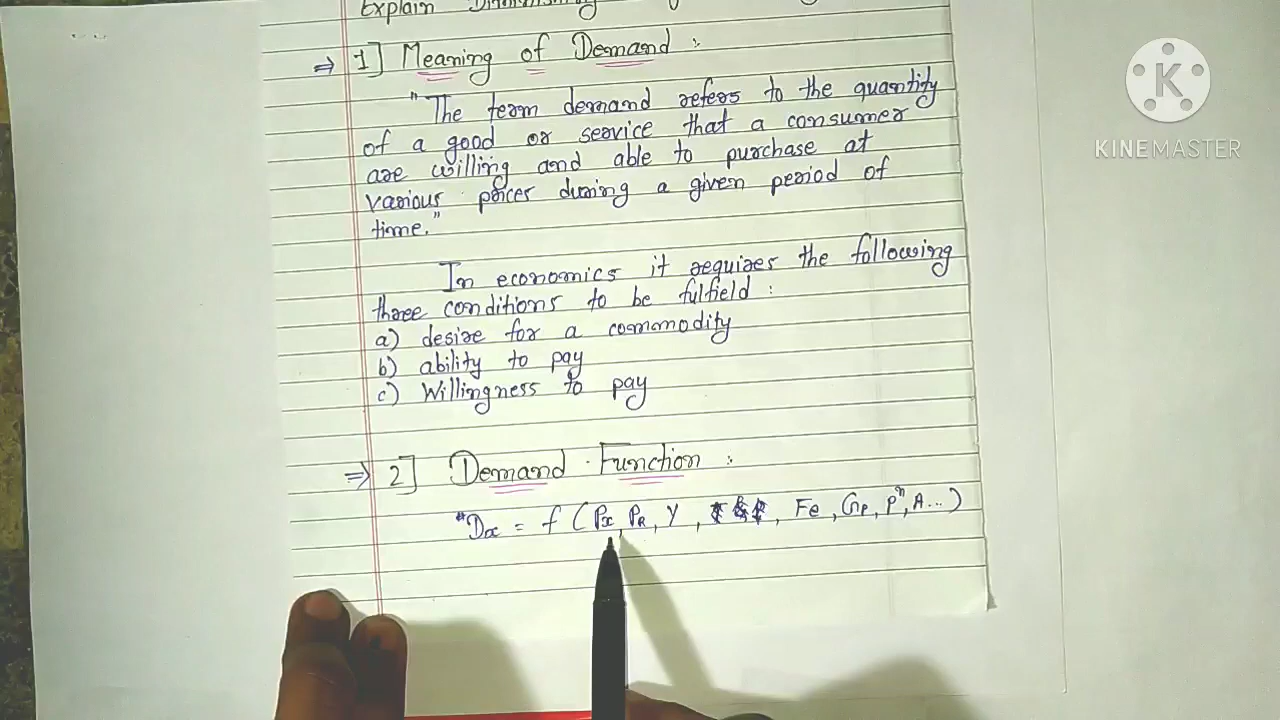 Explain
⇒ 1] Meaning of Demand :
"The term demand refers to the quantity
of a good or service that a consumer
are willing and able to purchase at
various prices during a given period of
time."
In economics it requires the following
three conditions to be fulfield :
a) desire for a commodity
b) ability to pay
c) Willingness to pay
⇒ 2] Demand Function :
"Dx = f (Px, PR, Y, , Fe, GP, Pn, A...)
K
KINEMASTER